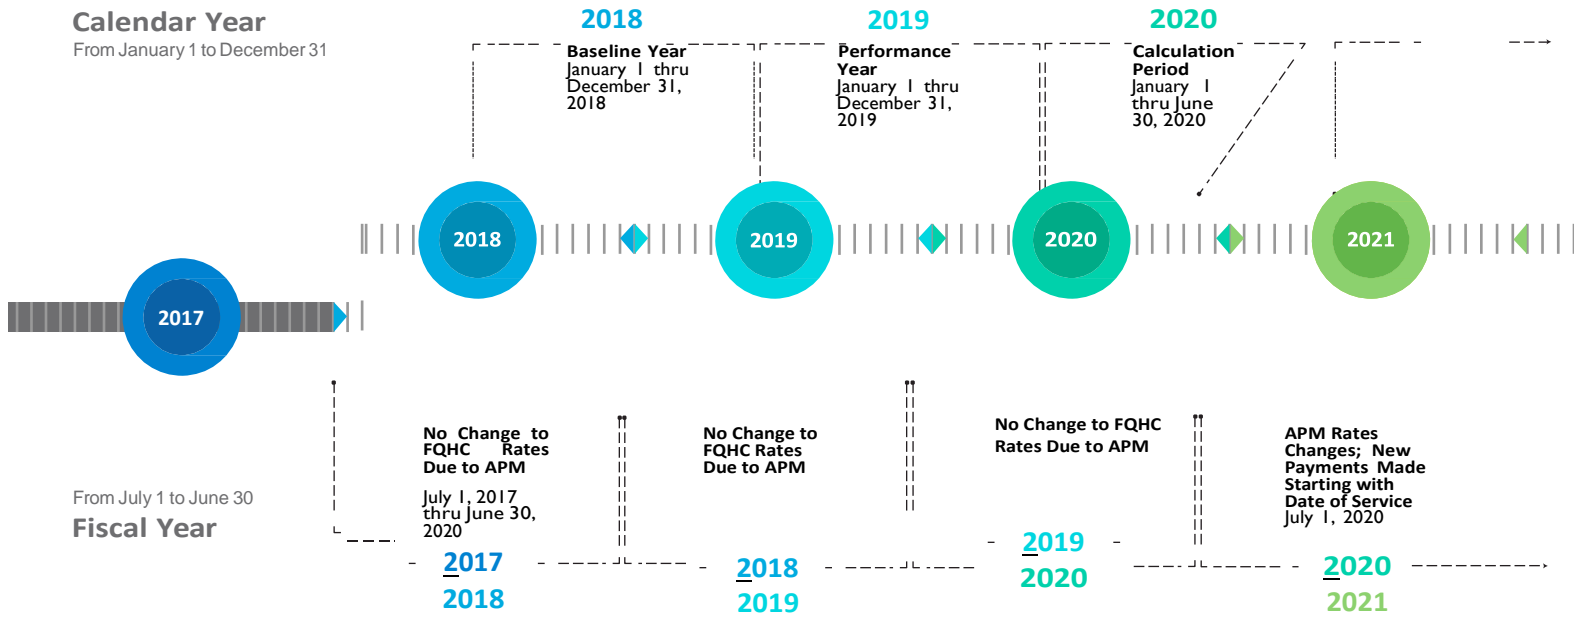 Calendar Year
From January 1 to December 31
2018
Baseline Year
January 1 thru
December 31,
2018
2019
Performance
Year
January 1 thru
December 31,
2019
2020
Calculation
Period
January 1
thru June
30, 2020
2017
2018
2019
2020
2021
From July 1 to June 30
Fiscal Year
No Change to
FQHC Rates
Due to APM
July 1, 2017
thru June 30,
2020
2017
2018
No Change to
FQHC Rates
Due to APM
2018
2019
No Change to FQHC
Rates Due to APM
2019
2020
APM Rates
Changes; New
Payments Made
Starting with
Date of Service
July 1, 2020
2020
2021